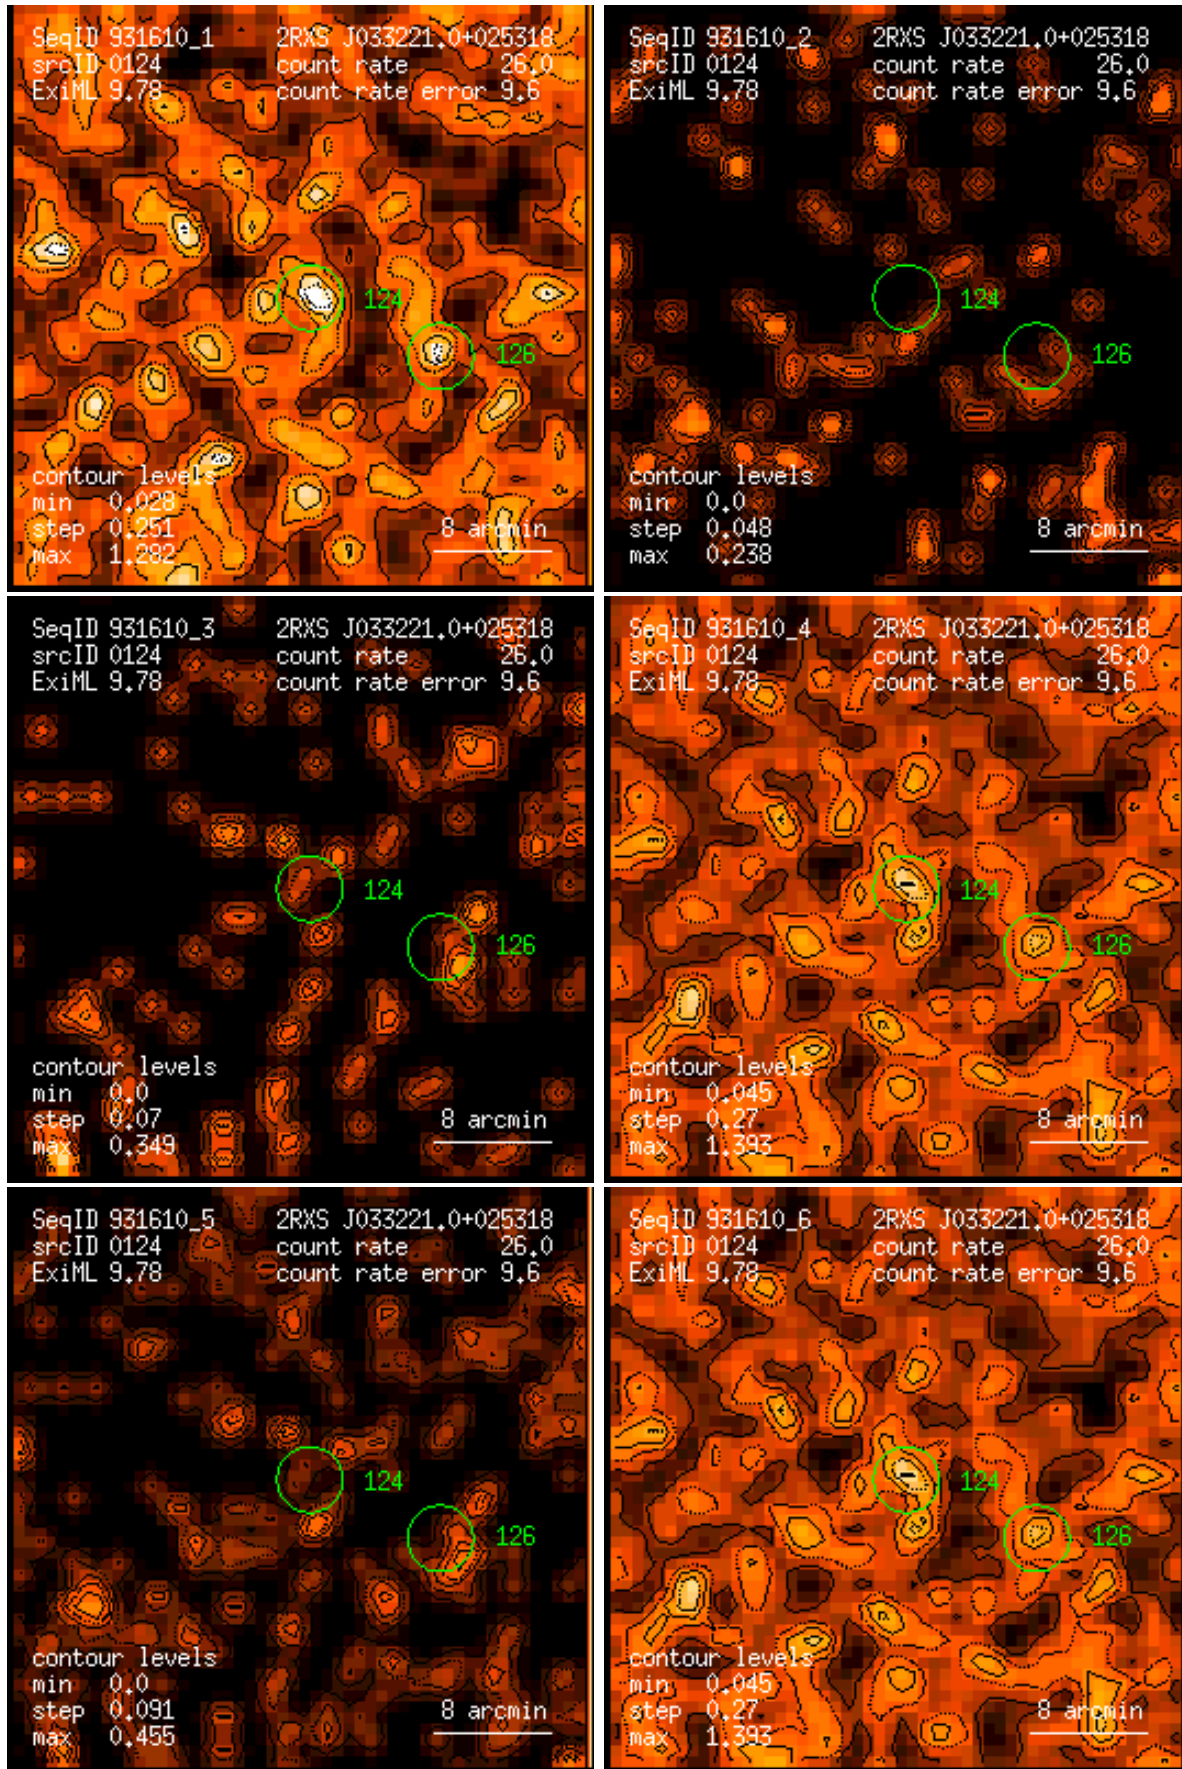 SeqID 931610_1 2RXS J033221.0+025318
srcID 0124 count rate 26.0
ExiML 9.78 count rate error 9.6
124
126
contour levels
min 0.028
step 0.251
max 1.282
8 arcmin
SeqID 931610_2 2RXS J033221.0+025318
srcID 0124 count rate 26.0
ExiML 9.78 count rate error 9.6
124
126
contour levels
min 0.0
step 0.048
max 0.238
8 arcmin
SeqID 931610_3 2RXS J033221.0+025318
srcID 0124 count rate 26.0
ExiML 9.78 count rate error 9.6
124
126
contour levels
min 0.0
step 0.07
max 0.349
8 arcmin
SeqID 931610_4 2RXS J033221.0+025318
srcID 0124 count rate 26.0
ExiML 9.78 count rate error 9.6
124
126
contour levels
min 0.045
step 0.27
max 1.393
8 arcmin
SeqID 931610_5 2RXS J033221.0+025318
srcID 0124 count rate 26.0
ExiML 9.78 count rate error 9.6
124
126
contour levels
min 0.0
step 0.091
max 0.455
8 arcmin
SeqID 931610_6 2RXS J033221.0+025318
srcID 0124 count rate 26.0
ExiML 9.78 count rate error 9.6
124
126
contour levels
min 0.045
step 0.27
max 1.393
8 arcmin